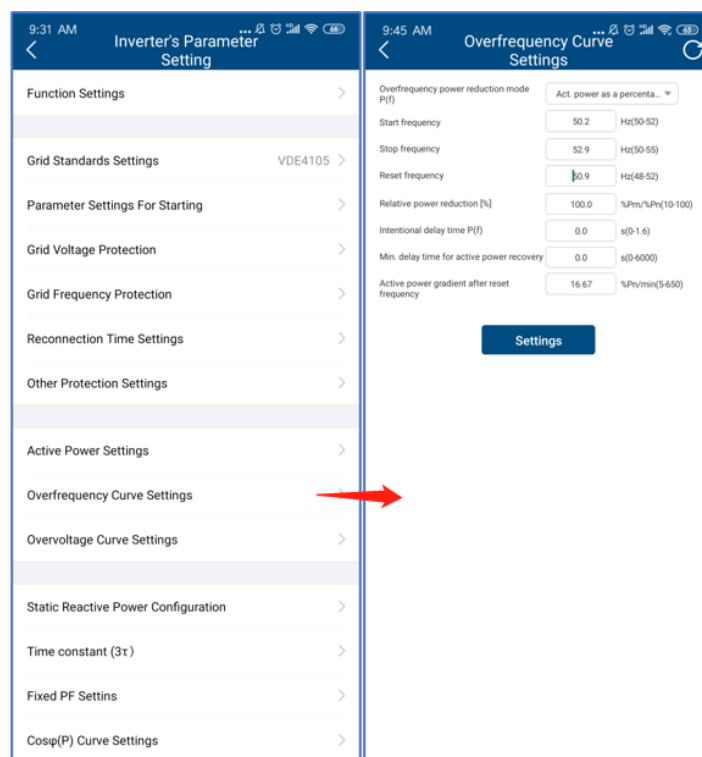 9:31 AM
...
65
Inverter's Parameter
Setting
Function Settings
Grid Standards Settings VDE4105
Parameter Settings For Starting
Grid Voltage Protection
Grid Frequency Protection
Reconnection Time Settings
Other Protection Settings
Active Power Settings
Overfrequency Curve Settings
Overvoltage Curve Settings
Static Reactive Power Configuration
Time constant (3τ)
Fixed PF Settins
Cosφ(P) Curve Settings
9:45 AM
...
Overfrequency Curve
Settings
Overfrequency power reduction mode
P(f)
Act. power as a percenta...
Start frequency 50.2 Hz(50-52)
Stop frequency 52.9 Hz(50-55)
Reset frequency 50.9 Hz(48-52)
Relative power reduction [%] 100.0 %Pm/%Pn(10-100)
Intentional delay time P(f) 0.0 s(0-1.6)
Min. delay time for active power recovery 0.0 s(0-6000)
Active power gradient after reset
frequency
16.67 %Pn/min(5-650)
Settings